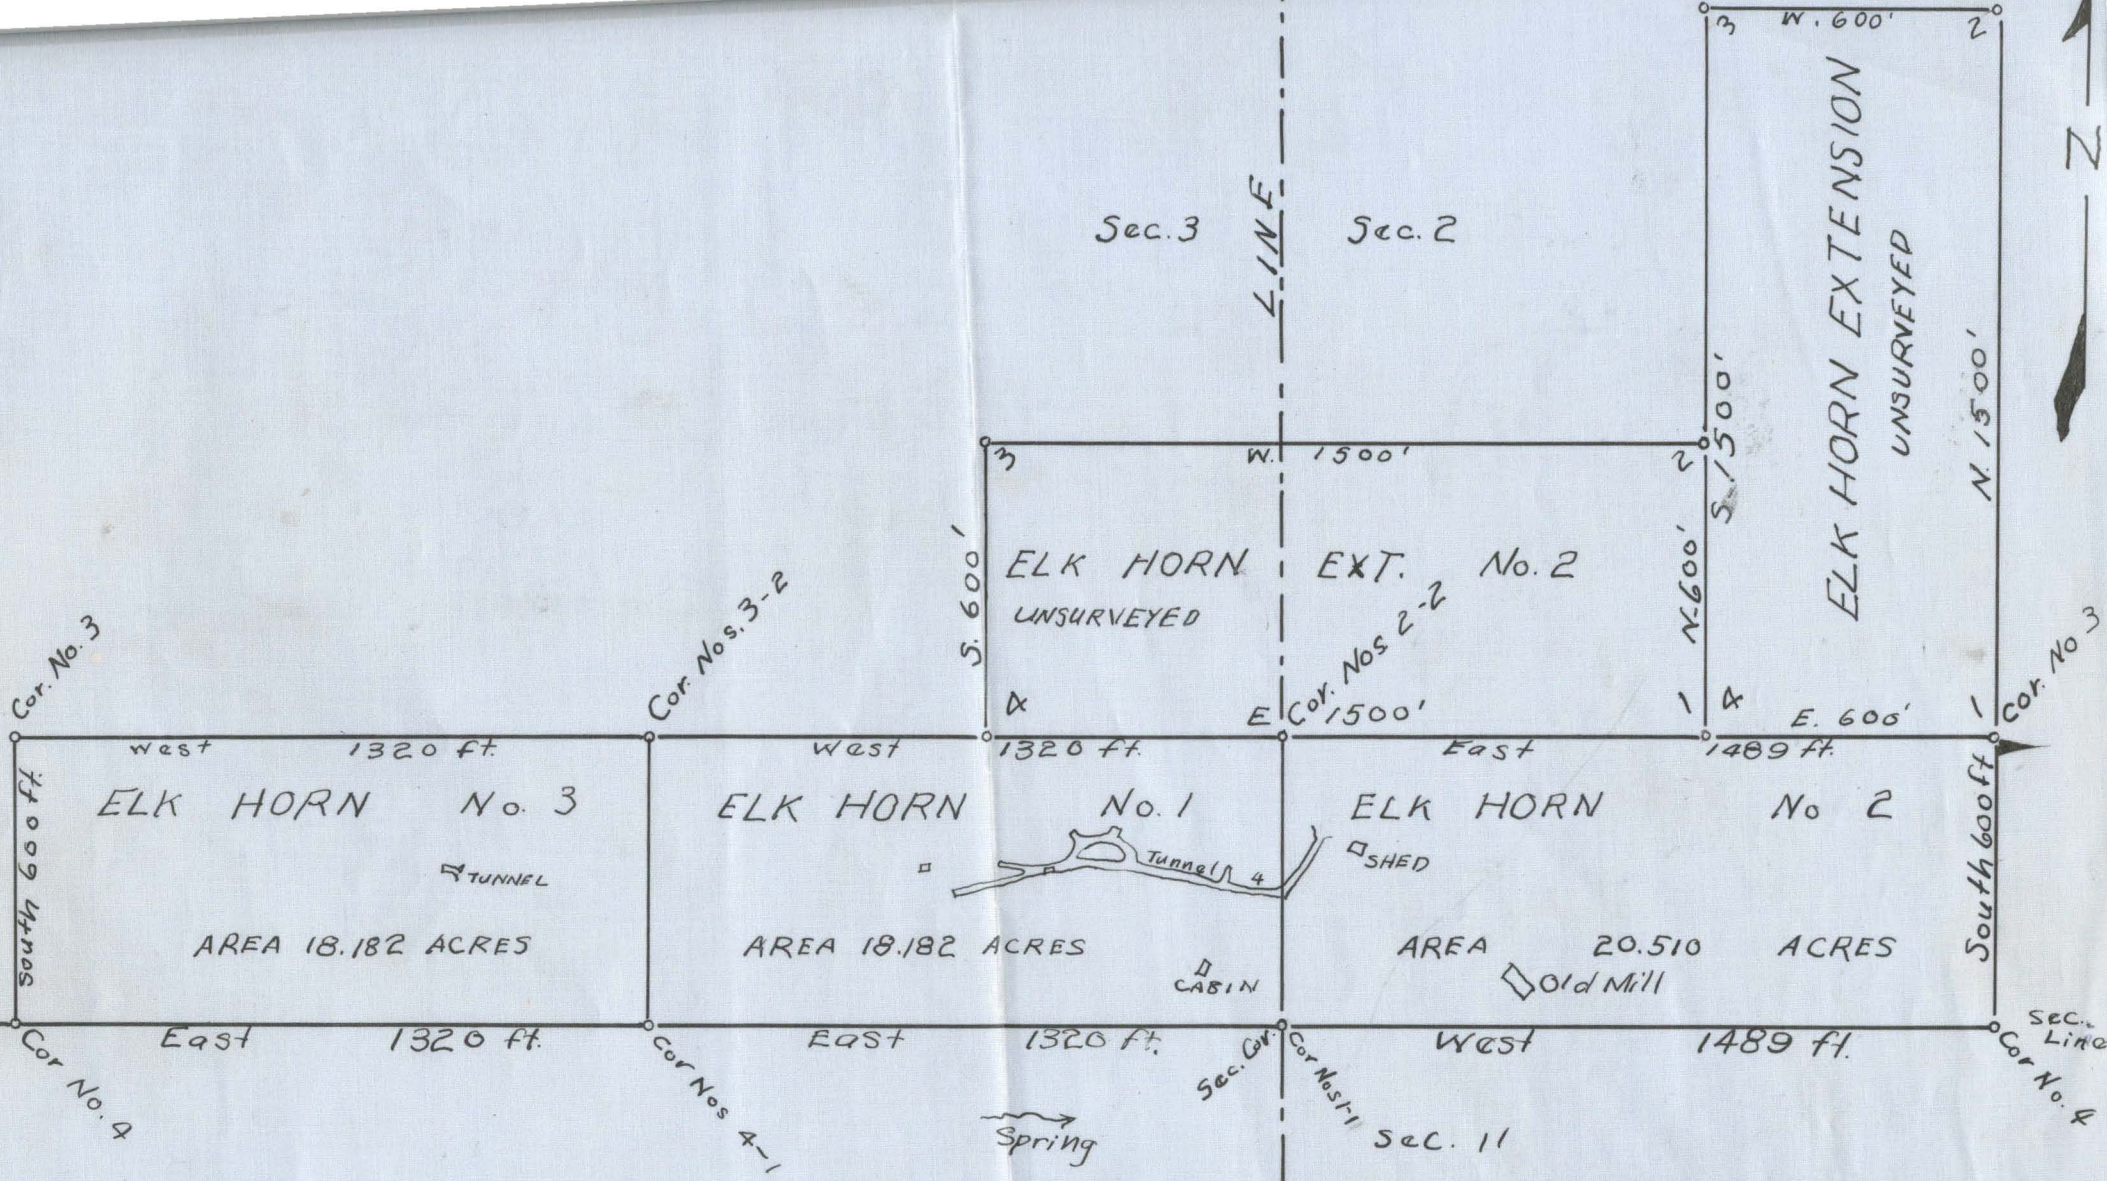 3 W. 600' 2
N
ELK HORN EXTENSION
UNSURVEYED
S. 1500'
N. 1500'
Sec. 3
LINE
Sec. 2
3 W. 1500' 2
S. 600'
ELK HORN EXT. No. 2
UNSURVEYED
N. 600'
4 E 1500' 1
4 E. 600' 1
Cor. No. 3
Cor. Nos. 3-2
Cor. Nos 2-2
Cor. No 3
West 1320 ft.
West 1320 ft.
East 1489 ft.
South 600 ft
ELK HORN No. 3
TUNNEL
AREA 18.182 ACRES
ELK HORN No. 1
Tunnel 4
AREA 18.182 ACRES
CABIN
ELK HORN No 2
SHED
AREA 20.510 ACRES
Old Mill
South 600 ft
East 1320 ft.
East 1320 ft.
West 1489 ft.
Sec. Line
Cor No. 4
Cor Nos 4-1
Sec. Cor.
Cor Nos 1-1
Cor No. 4
Spring
Sec. 11